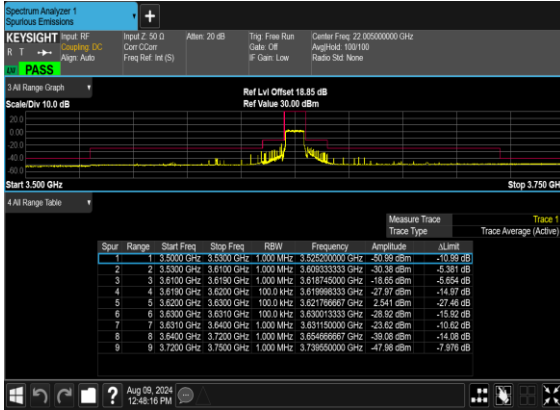 Spectrum Analyzer 1
Spurious Emissions
KEYSIGHT
R T
LXI PASS
Input: RF
Coupling: DC
Align: Auto
Input Z: 50 Ω
Corr CCorr
Freq Ref: Int (S)
Atten: 20 dB
Trig: Free Run
Gate: Off
IF Gain: Low
Center Freq: 22.005000000 GHz
Avg|Hold: 100/100
Radio Std: None
3 All Range Graph
Scale/Div 10.0 dB
Ref Lvl Offset 18.85 dB
Ref Value 30.00 dBm
20.0
0.00
-20.0
-40.0
-60.0
Start 3.500 GHz
Stop 3.750 GH
4 All Range Table
Measure Trace Trace 1
Trace Type Trace Average (Active)
Spur Range Start Freq Stop Freq RBW Frequency Amplitude ΔLimit
1 1 3.5000 GHz 3.5300 GHz 1.000 MHz 3.525200000 GHz -50.99 dBm -10.99 dB
2 2 3.5300 GHz 3.6100 GHz 1.000 MHz 3.609333333 GHz -30.38 dBm -5.381 dB
3 3 3.6100 GHz 3.6190 GHz 1.000 MHz 3.618745000 GHz -18.65 dBm -5.654 dB
4 4 3.6190 GHz 3.6200 GHz 100.0 kHz 3.619998333 GHz -27.97 dBm -14.97 dB
5 5 3.6200 GHz 3.6300 GHz 100.0 kHz 3.621766667 GHz 2.541 dBm -27.46 dB
6 6 3.6300 GHz 3.6310 GHz 100.0 kHz 3.630013333 GHz -28.92 dBm -15.92 dB
7 7 3.6310 GHz 3.6400 GHz 1.000 MHz 3.631150000 GHz -23.62 dBm -10.62 dB
8 8 3.6400 GHz 3.7200 GHz 1.000 MHz 3.654666667 GHz -39.08 dBm -14.08 dB
9 9 3.7200 GHz 3.7500 GHz 1.000 MHz 3.739550000 GHz -47.98 dBm -7.976 dB
Aug 09, 2024
12:48:16 PM